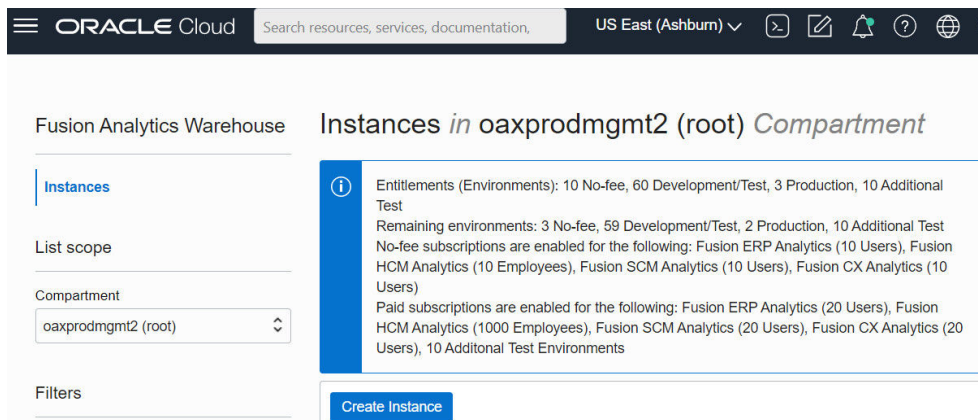 ORACLE Cloud
Search resources, services, documentation,
US East (Ashburn)
Fusion Analytics Warehouse
Instances
List scope
Compartment
oaxprodmgmt2 (root)
Filters
Instances in oaxprodmgmt2 (root) Compartment
Entitlements (Environments): 10 No-fee, 60 Development/Test, 3 Production, 10 Additional
Test
Remaining environments: 3 No-fee, 59 Development/Test, 2 Production, 10 Additional Test
No-fee subscriptions are enabled for the following: Fusion ERP Analytics (10 Users), Fusion
HCM Analytics (10 Employees), Fusion SCM Analytics (10 Users), Fusion CX Analytics (10
Users)
Paid subscriptions are enabled for the following: Fusion ERP Analytics (20 Users), Fusion
HCM Analytics (1000 Employees), Fusion SCM Analytics (20 Users), Fusion CX Analytics (20
Users), 10 Additonal Test Environments
Create Instance